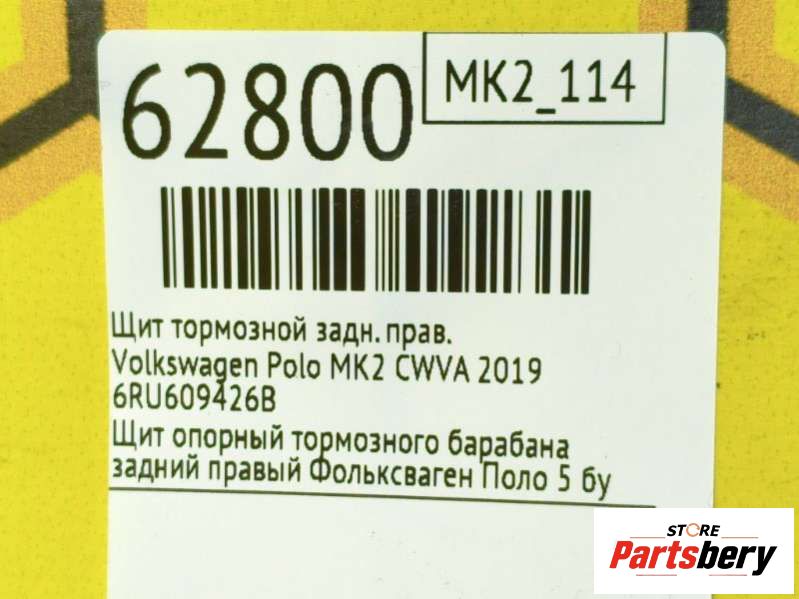 62800
MK2_114
Щит тормозной задн. прав.
Volkswagen Polo MK2 CWVA 2019
6RU609426B
Щит опорный тормозного барабана
задний правый Фольксваген Поло 5 бу
STORE
Partsbery